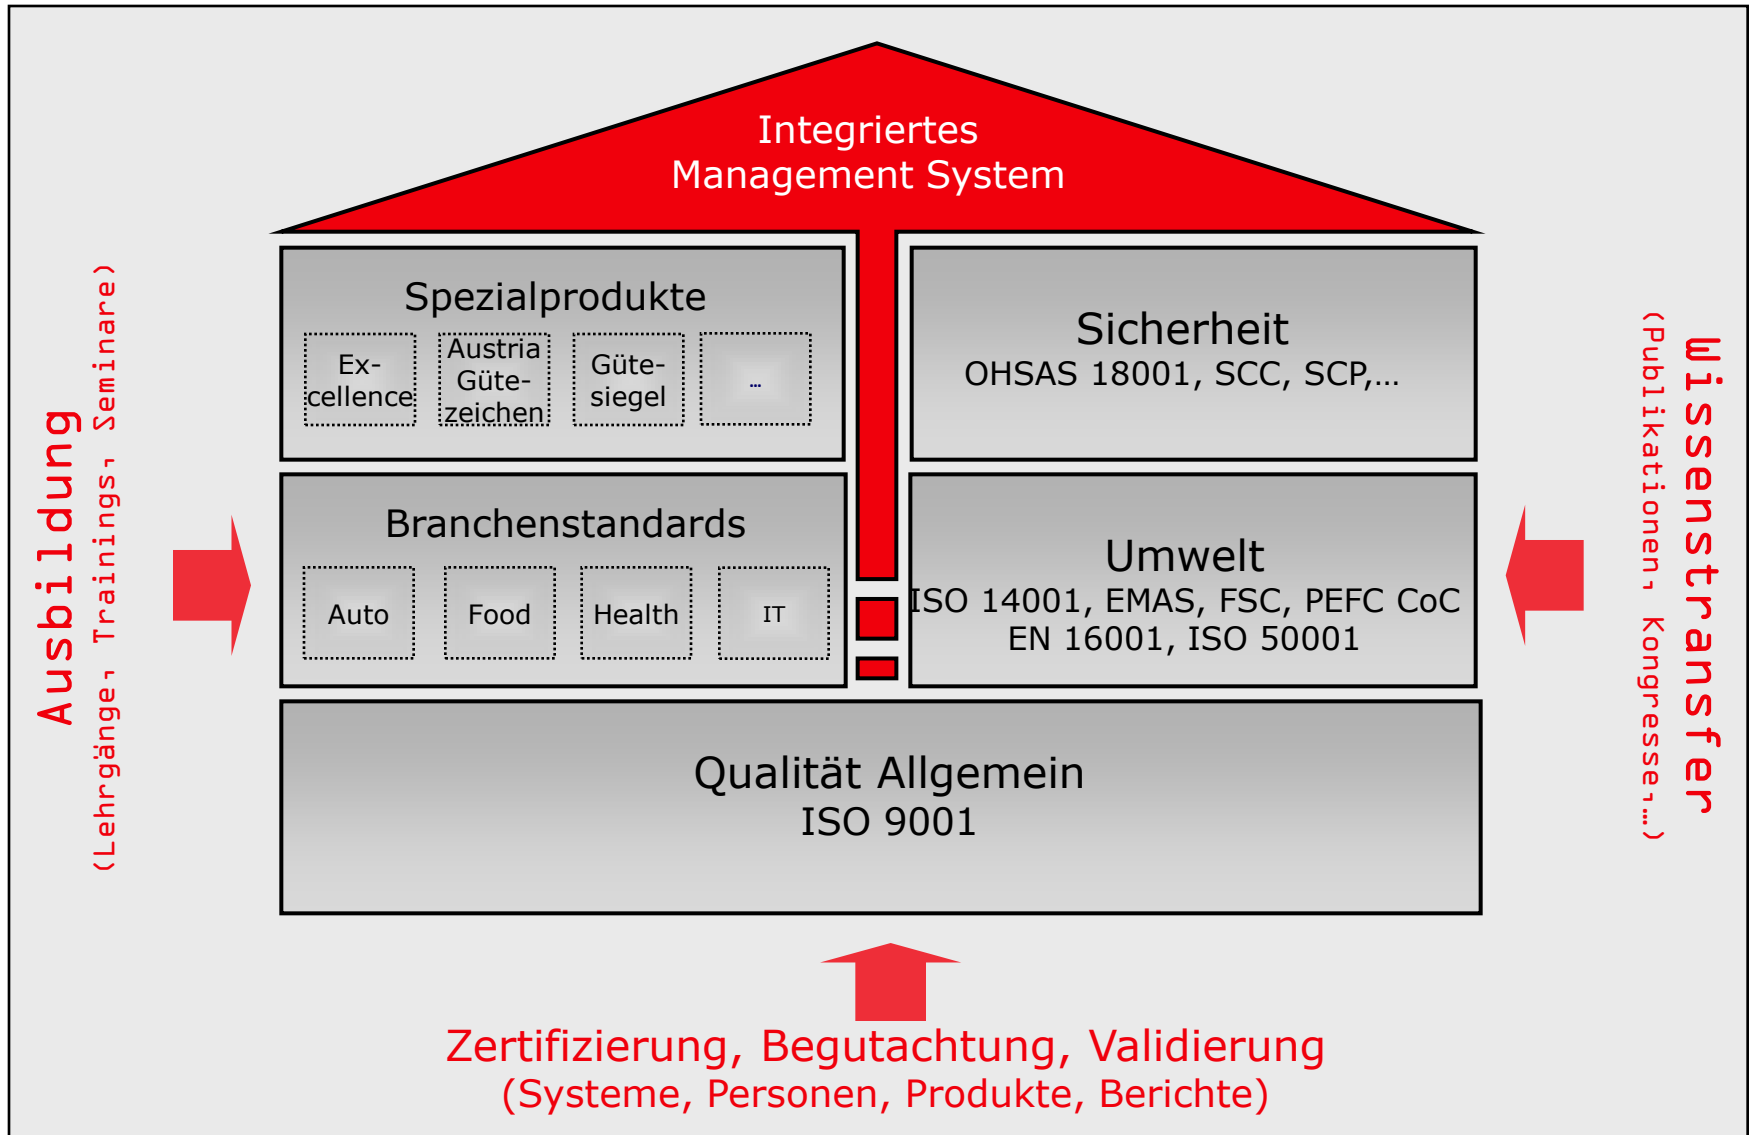 Integriertes
Management System
Spezialprodukte
Ex-
cellence
Austria
Güte-
zeichen
Güte-
siegel
...
Sicherheit
OHSAS 18001, SCC, SCP,...
Branchenstandards
Auto
Food
Health
IT
Umwelt
ISO 14001, EMAS, FSC, PEFC CoC
EN 16001, ISO 50001
Qualität Allgemein
ISO 9001
Ausbildung
(Lehrgänge, Trainings, Seminare)
Wissenstransfer
(Publikationen, Kongresse,...)
Zertifizierung, Begutachtung, Validierung
(Systeme, Personen, Produkte, Berichte)